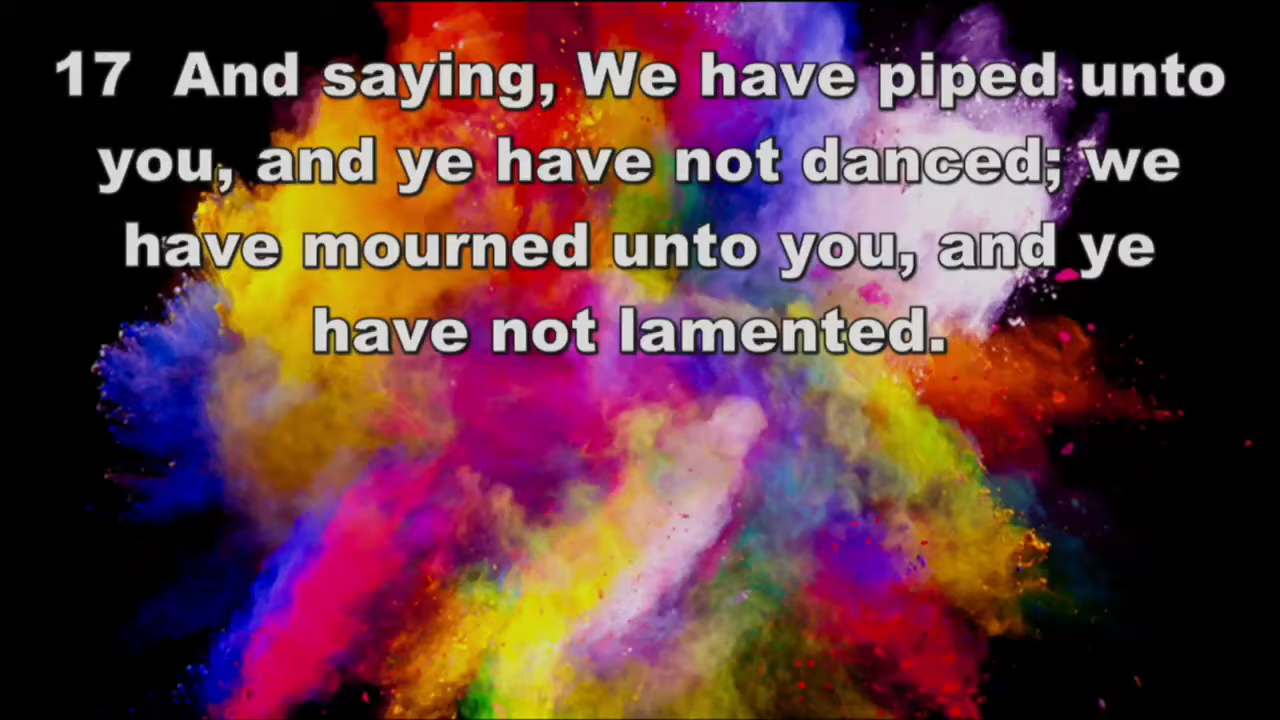 17 And saying, We have piped unto
you, and ye have not danced; we
have mourned unto you, and ye
have not lamented.